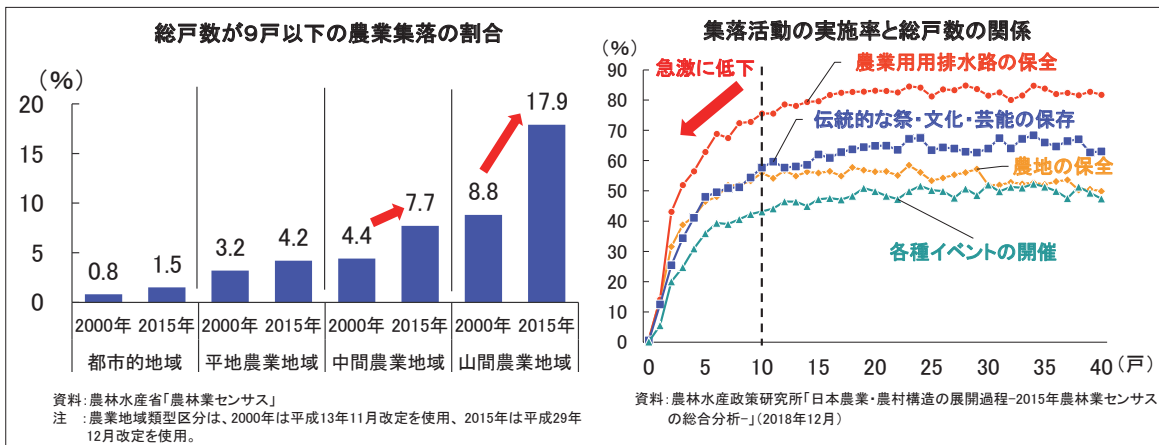 総戸数が9戸以下の農業集落の割合
(%)
20
15
10
5
0
0.8
1.5
3.2
4.2
4.4
7.7
8.8
17.9
2000年 2015年 2000年 2015年 2000年 2015年 2000年 2015年
都市的地域 平地農業地域 中間農業地域 山間農業地域
資料:農林水産省「農林業センサス」
注 :農業地域類型区分は、2000年は平成13年11月改定を使用、2015年は平成29年
12月改定を使用。
集落活動の実施率と総戸数の関係
(%)
90
80
70
60
50
40
30
20
10
0
急激に低下
農業用用排水路の保全
伝統的な祭・文化・芸能の保存
農地の保全
各種イベントの開催
0 5 10 15 20 25 30 35 40 (戸)
資料:農林水産政策研究所「日本農業・農村構造の展開過程-2015年農林業センサス
の総合分析-」(2018年12月)